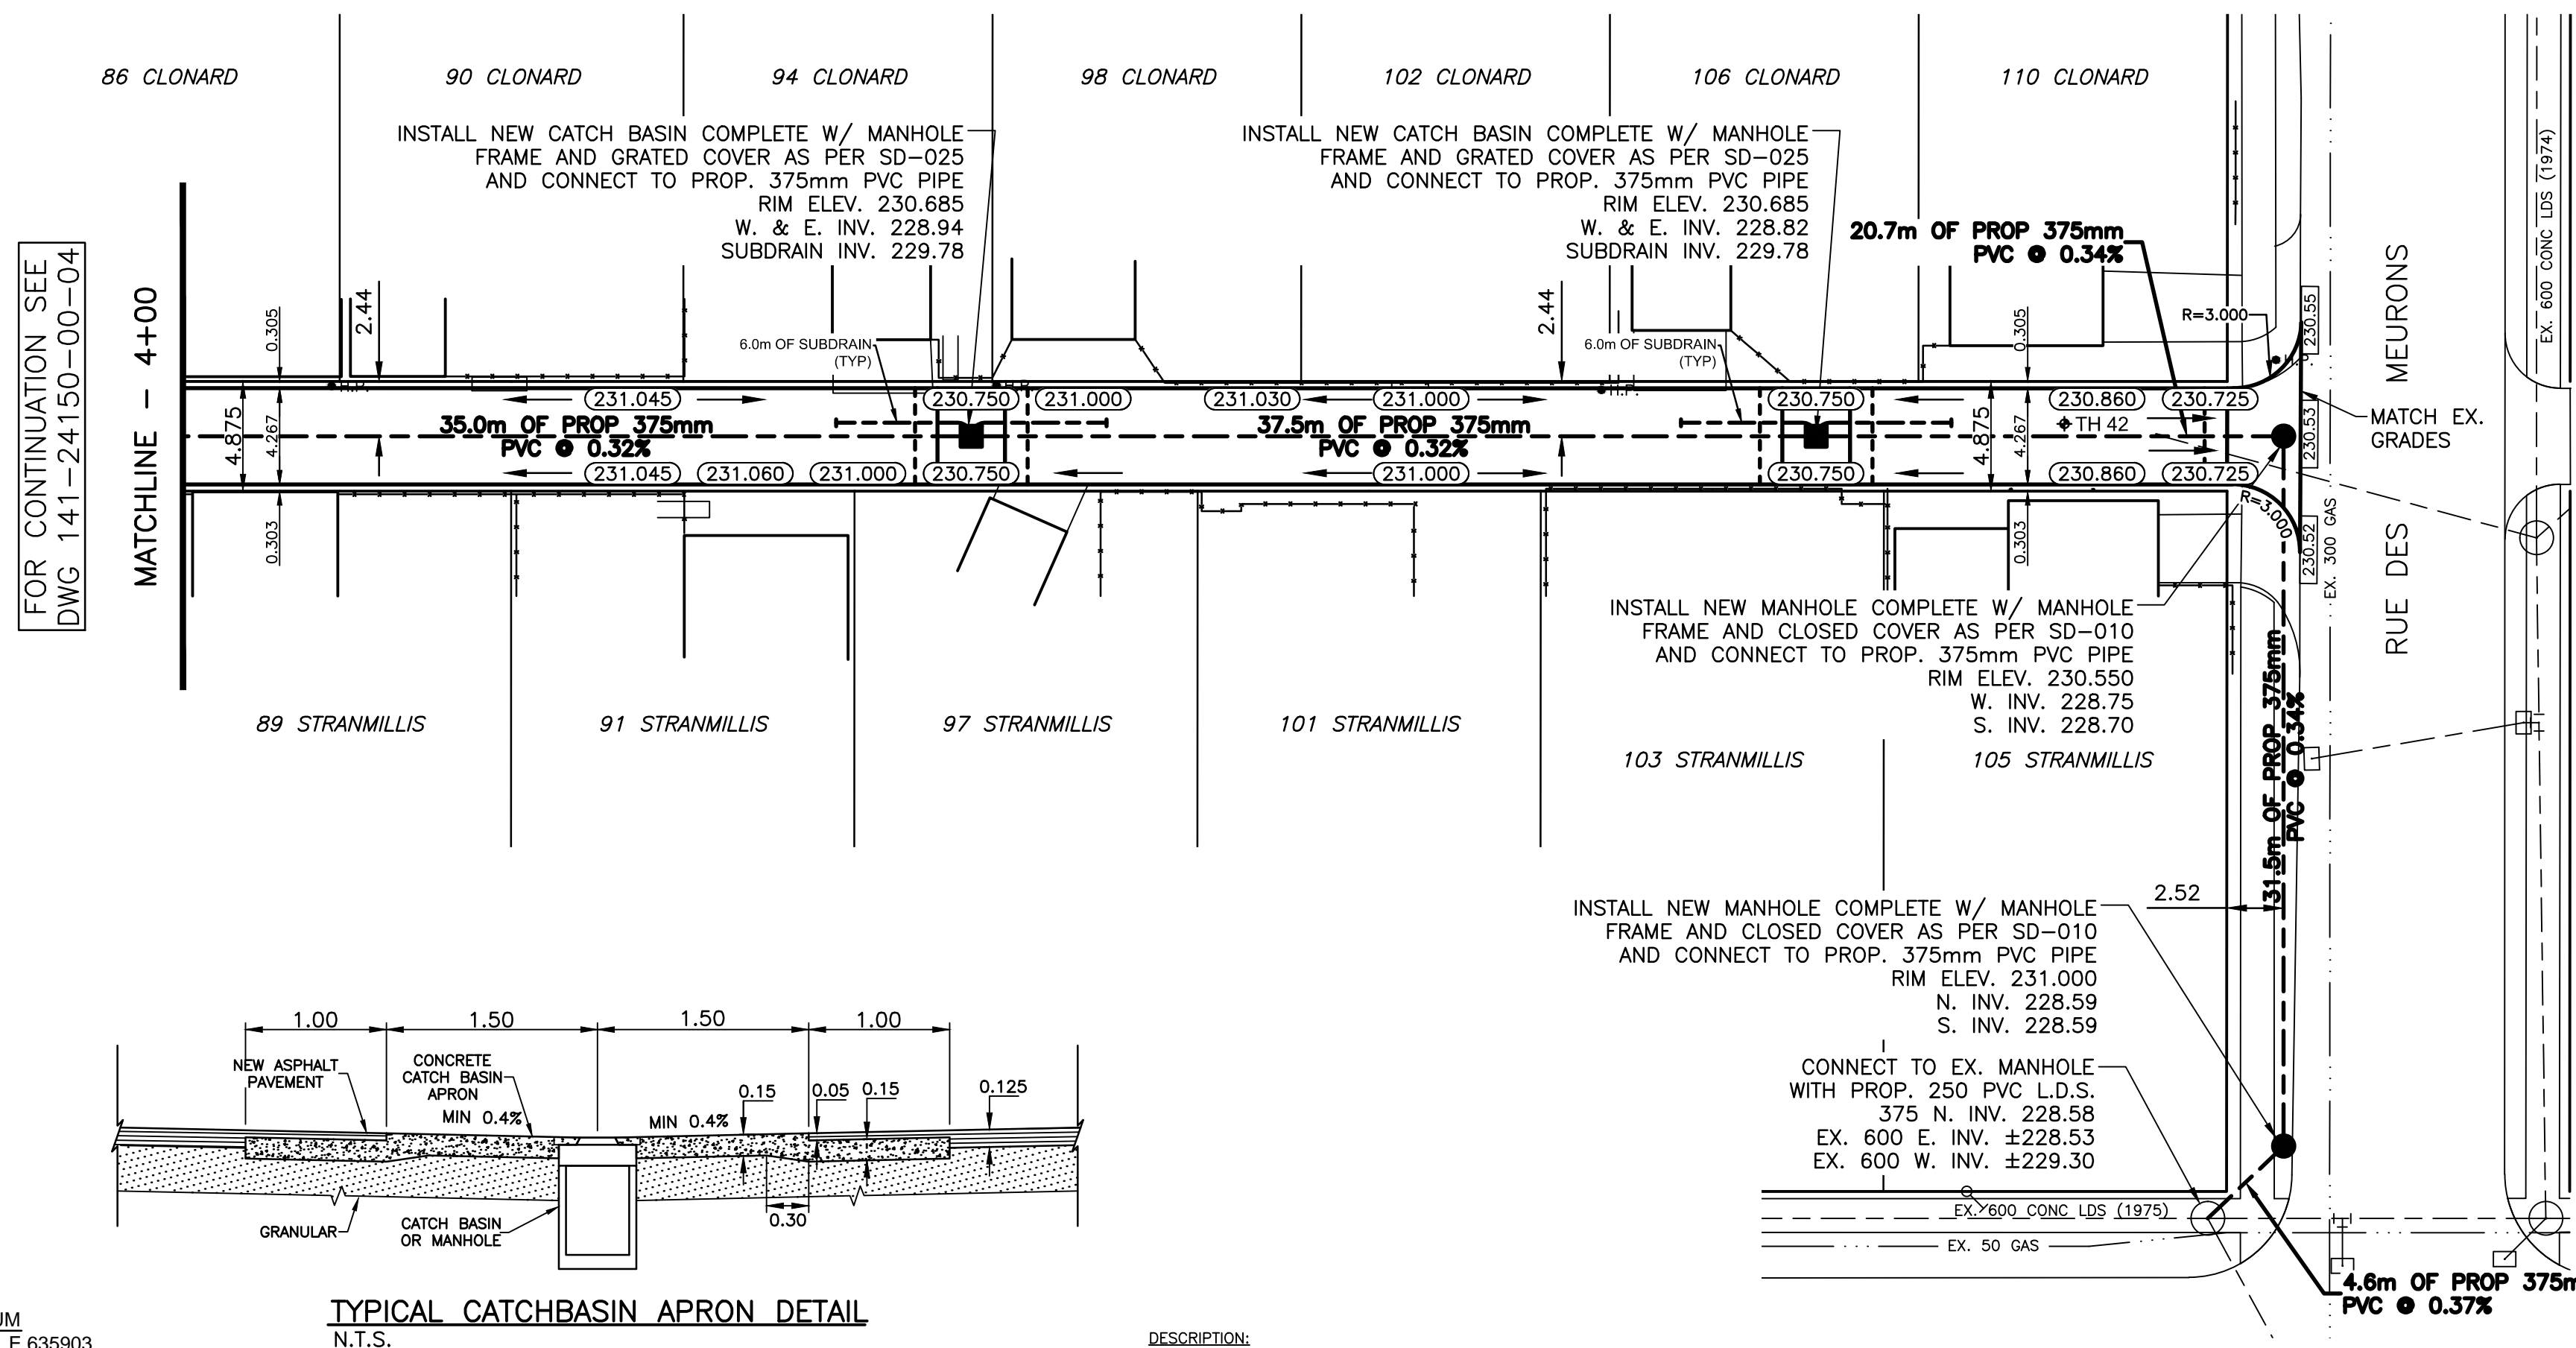 86 CLONARD
90 CLONARD
94 CLONARD
98 CLONARD
102 CLONARD
106 CLONARD
110 CLONARD
INSTALL NEW CATCH BASIN COMPLETE W/ MANHOLE
FRAME AND GRATED COVER AS PER SD-025
AND CONNECT TO PROP. 375mm PVC PIPE
RIM ELEV. 230.685
W. & E. INV. 228.94
SUBDRAIN INV. 229.78
INSTALL NEW CATCH BASIN COMPLETE W/ MANHOLE
FRAME AND GRATED COVER AS PER SD-025
AND CONNECT TO PROP. 375mm PVC PIPE
RIM ELEV. 230.685
W. & E. INV. 228.82
SUBDRAIN INV. 229.78
20.7m OF PROP 375mm
PVC @ 0.34%
EX. 600 CONC LDS (1974)
FOR CONTINUATION SEE
DWG 141-24150-00-04
MATCHLINE - 4+00
0.305
2.44
6.0m OF SUBDRAIN
(TYP)
2.44
6.0m OF SUBDRAIN
(TYP)
0.305
R=3.000
230.55
MEURONS
RUE DES
4.875
4.267
231.045
230.750
231.000
231.030
231.000
230.750
230.860
230.725
35.0m OF PROP 375mm
PVC @ 0.32%
37.5m OF PROP 375mm
PVC @ 0.32%
4.875
4.267
TH 42
230.53
MATCH EX.
GRADES
231.045
231.060
231.000
230.750
231.000
230.750
230.860
230.725
0.303
0.303
R=3.000
230.52
EX. 300 GAS
INSTALL NEW MANHOLE COMPLETE W/ MANHOLE
FRAME AND CLOSED COVER AS PER SD-010
AND CONNECT TO PROP. 375mm PVC PIPE
RIM ELEV. 230.550
W. INV. 228.75
S. INV. 228.70
89 STRANMILLIS
91 STRANMILLIS
97 STRANMILLIS
101 STRANMILLIS
103 STRANMILLIS
105 STRANMILLIS
31.5m OF PROP 375mm
PVC @ 0.34%
2.52
INSTALL NEW MANHOLE COMPLETE W/ MANHOLE
FRAME AND CLOSED COVER AS PER SD-010
AND CONNECT TO PROP. 375mm PVC PIPE
RIM ELEV. 231.000
N. INV. 228.59
S. INV. 228.59
CONNECT TO EX. MANHOLE
WITH PROP. 250 PVC L.D.S.
375 N. INV. 228.58
EX. 600 E. INV. ±228.53
EX. 600 W. INV. ±229.30
EX. 600 CONC LDS (1975)
EX. 50 GAS
4.6m OF PROP 375m
PVC @ 0.37%
1.00
1.50
1.50
1.00
NEW ASPHALT
PAVEMENT
CONCRETE
CATCH BASIN
APRON
MIN 0.4%
MIN 0.4%
0.15
0.05
0.15
0.125
0.30
GRANULAR
CATCH BASIN
OR MANHOLE
TYPICAL CATCHBASIN APRON DETAIL
N.T.S.
UM
E 635903
DESCRIPTION: